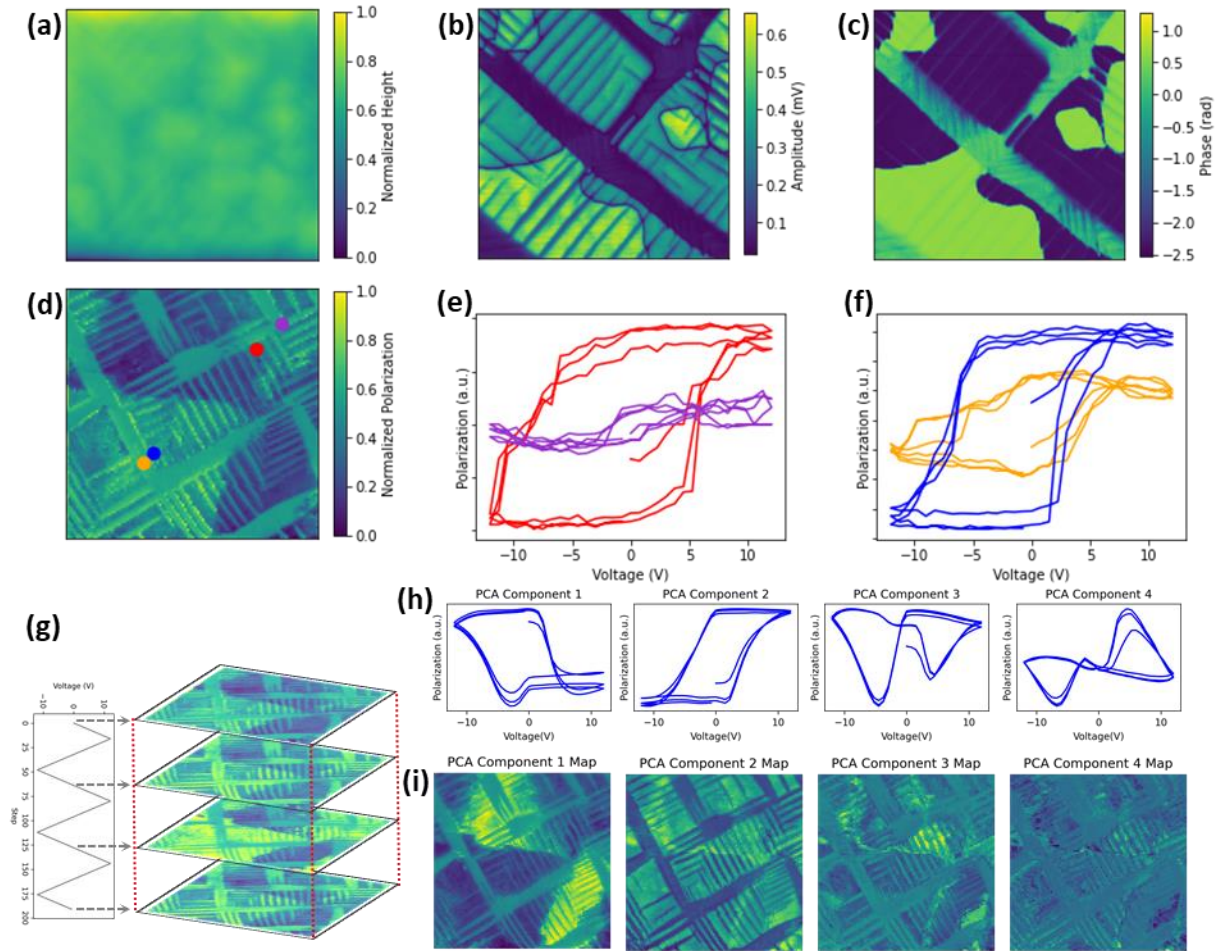 (a)
1.0
0.8
0.6
0.4
0.2
0.0
Normalized Height
(b)
0.6
0.5
0.4
0.3
0.2
0.1
Amplitude (mV)
(c)
1.0
0.5
0.0
−0.5
−1.0
−1.5
−2.0
−2.5
Phase (rad)
(d)
1.0
0.8
0.6
0.4
0.2
0.0
Normalized Polarization
(e)
Polarization (a.u.)
−10
−5
0
5
10
Voltage (V)
(f)
Polarization (a.u.)
−10
−5
0
5
10
Voltage (V)
(g)
Voltage (V)
−10
0
10
0
25
50
75
100
125
150
175
200
Step
(h)
PCA Component 1
Polarization (a.u.)
−10
0
10
Voltage(V)
PCA Component 2
Polarization (a.u.)
−10
0
10
Voltage(V)
PCA Component 3
Polarization (a.u.)
−10
0
10
Voltage(V)
PCA Component 4
Polarization (a.u.)
−10
0
10
Voltage(V)
(i)
PCA Component 1 Map
PCA Component 2 Map
PCA Component 3 Map
PCA Component 4 Map